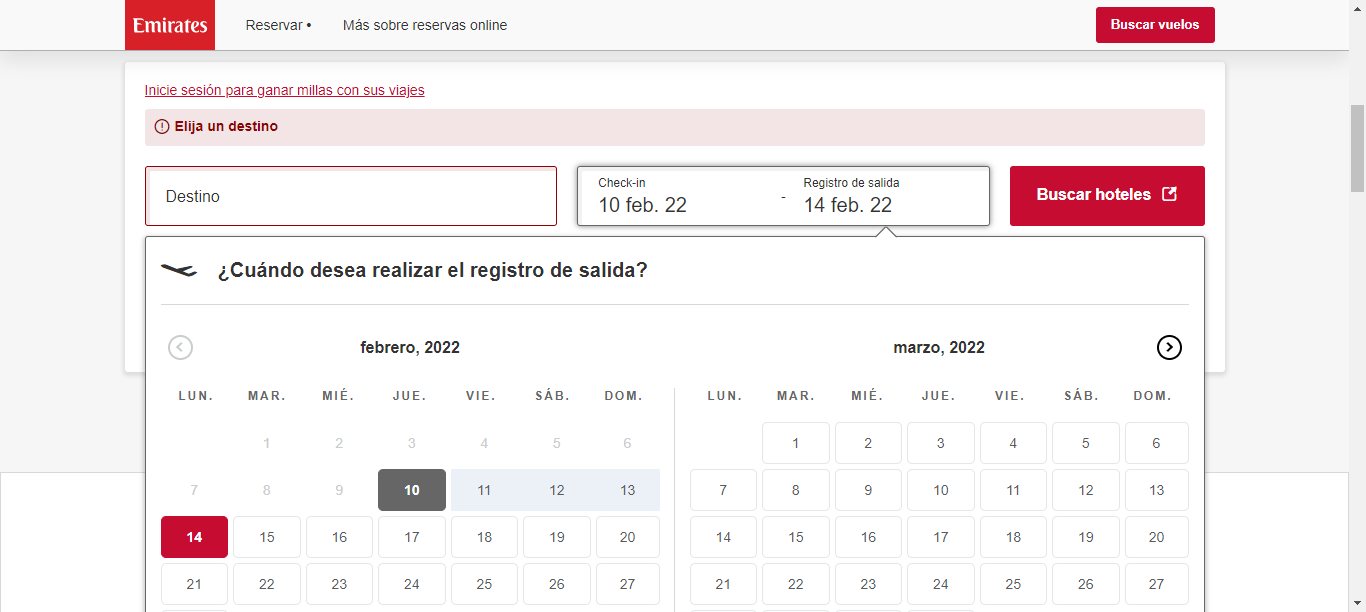 Emirates Reservar • Más sobre reservas online Buscar vuelos
Inicie sesión para ganar millas con sus viajes
Elija un destino
Destino
Check-in
10 feb. 22
-
Registro de salida
14 feb. 22
Buscar hoteles
¿Cuándo desea realizar el registro de salida?
febrero, 2022
LUN. MAR. MIÉ. JUE. VIE. SÁB. DOM.
1 2 3 4 5 6
7 8 9 10 11 12 13
14 15 16 17 18 19 20
21 22 23 24 25 26 27
marzo, 2022
LUN. MAR. MIÉ. JUE. VIE. SÁB. DOM.
1 2 3 4 5 6
7 8 9 10 11 12 13
14 15 16 17 18 19 20
21 22 23 24 25 26 27